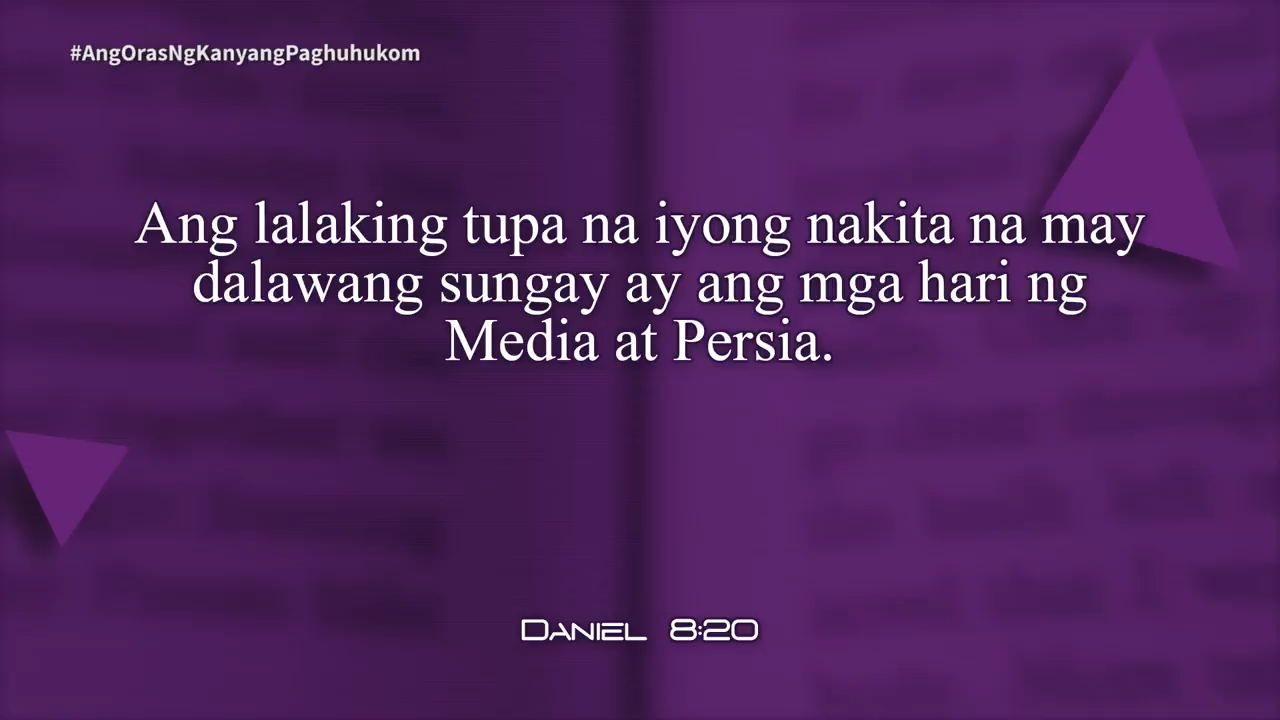 #AngOrasNgKanyangPaghuhukom
Ang lalaking tupa na iyong nakita na may
dalawang sungay ay ang mga hari ng
Media at Persia.
Daniel 8:20